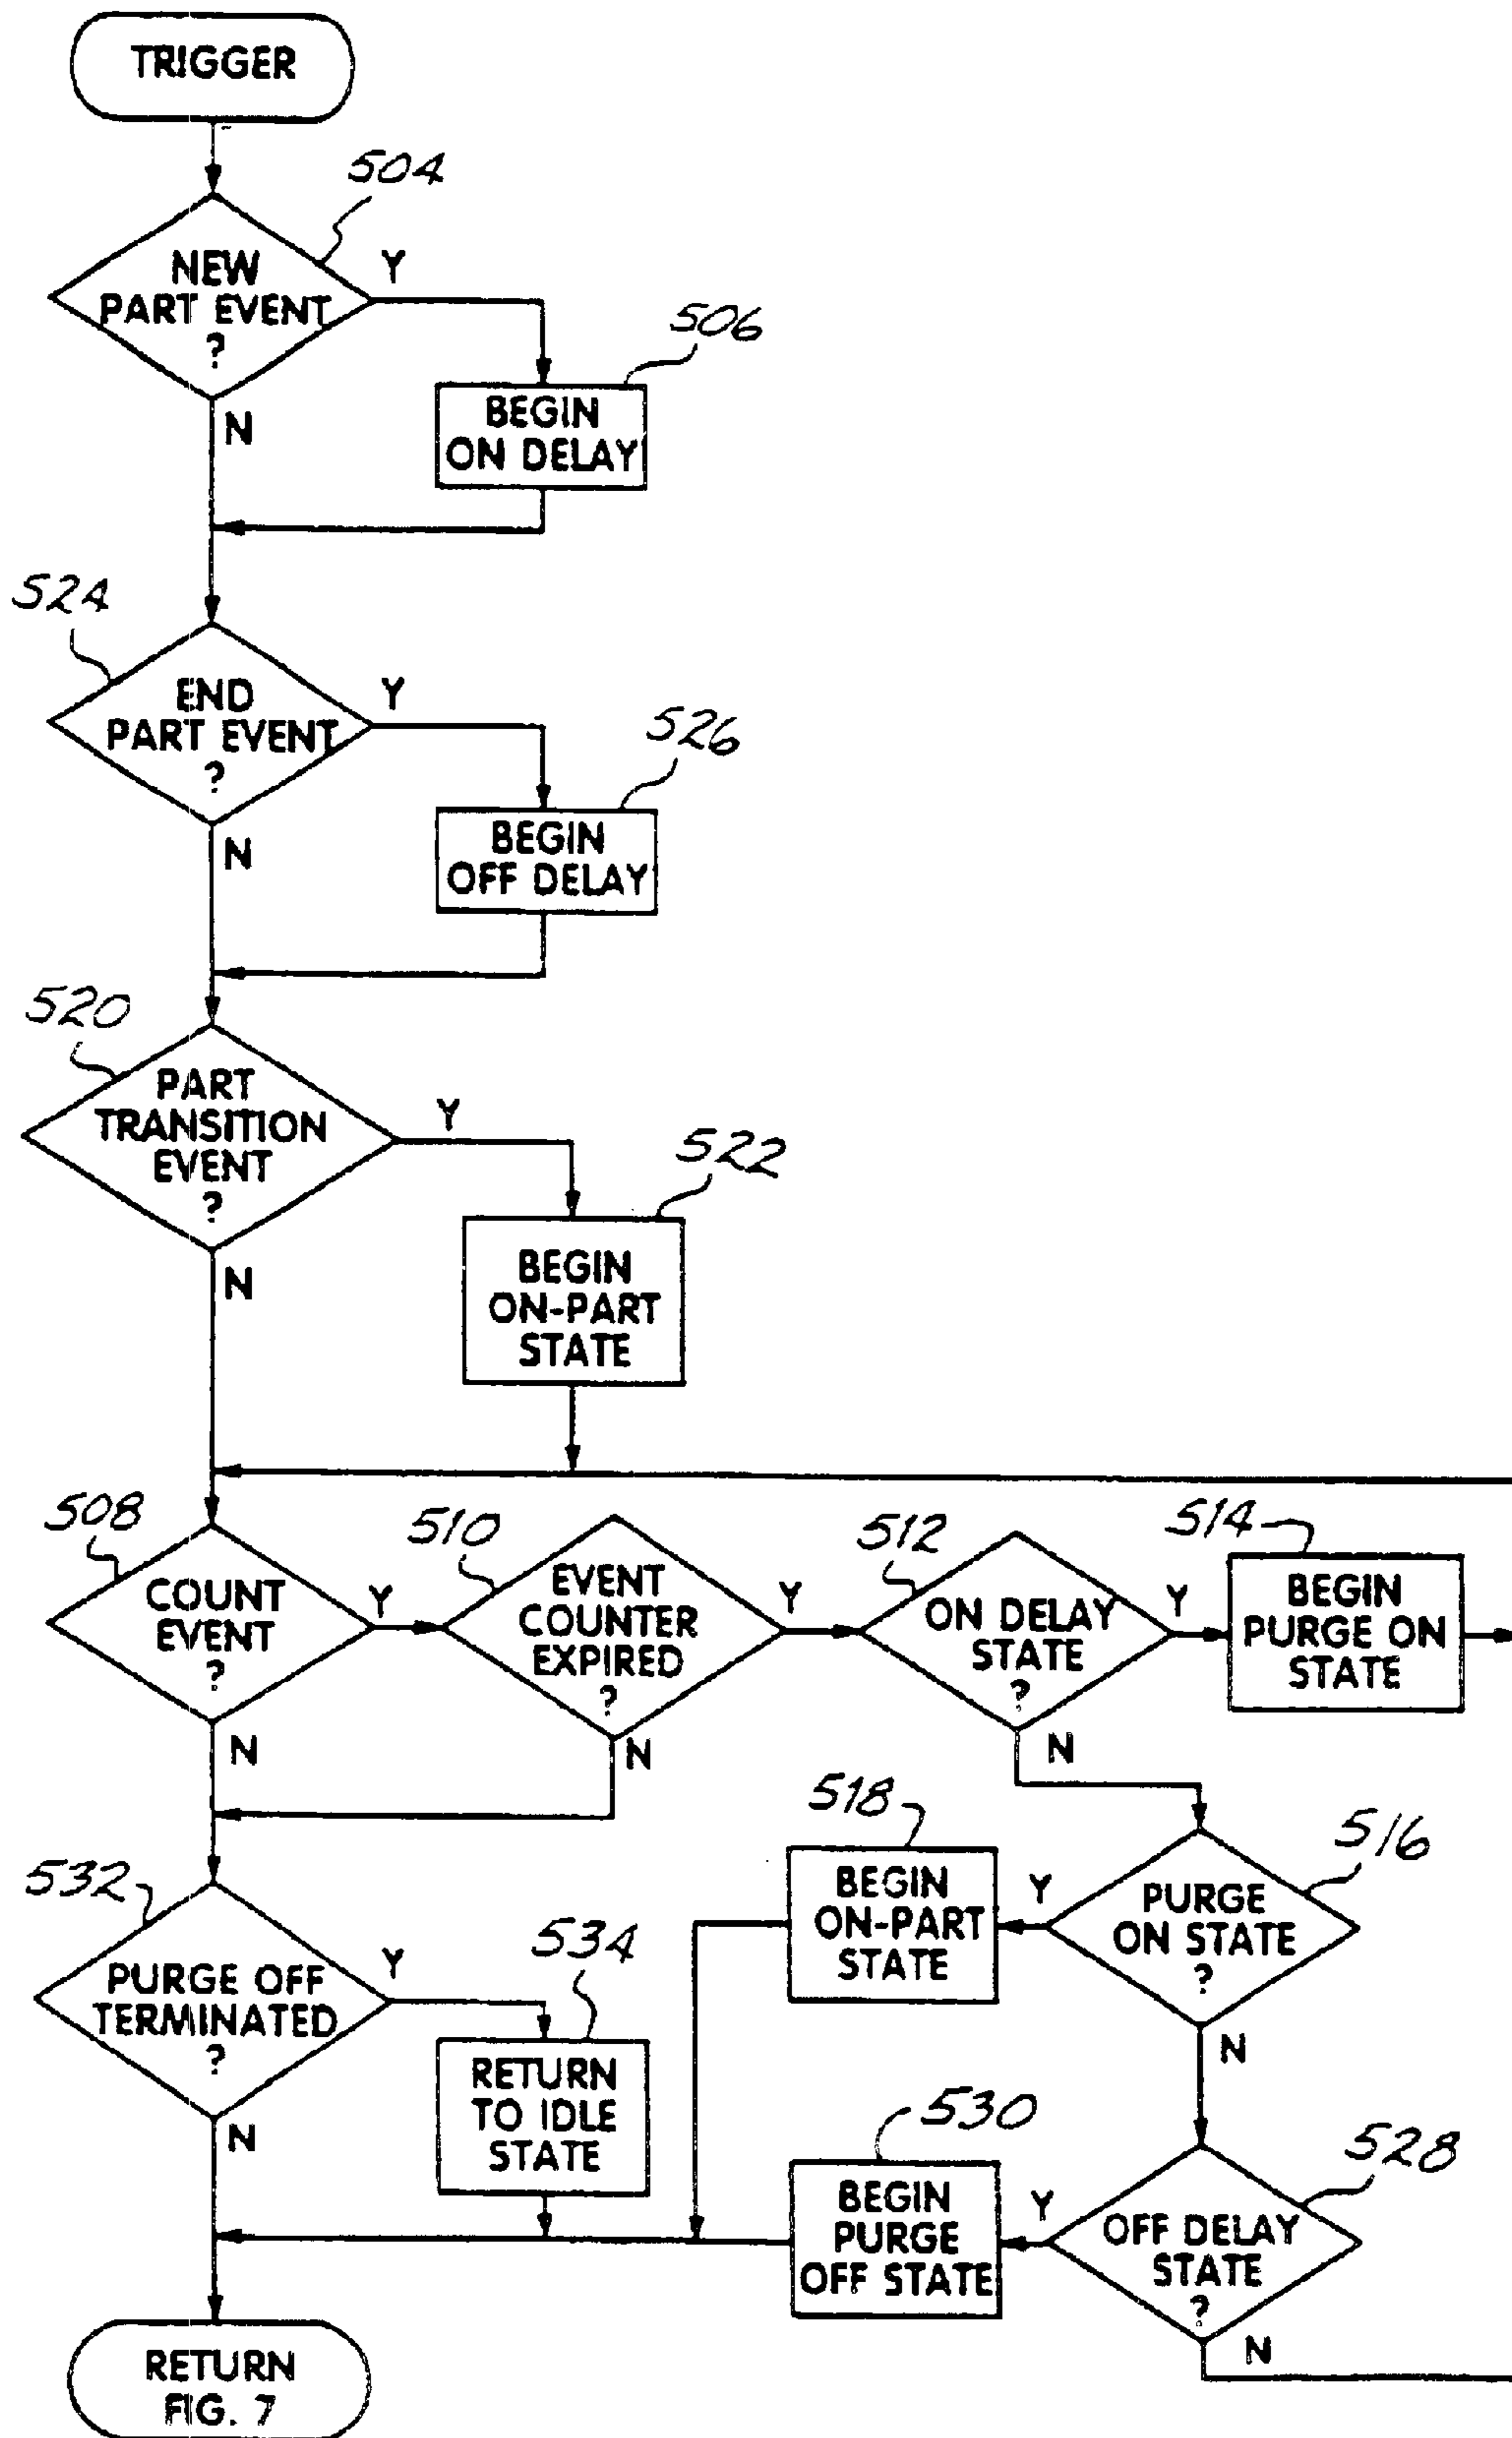 TRIGGER
504
NEW
PART EVENT
?
Y
N
506
BEGIN
ON DELAY
524
END
PART EVENT
?
Y
N
526
BEGIN
OFF DELAY
520
PART
TRANSITION
EVENT
?
Y
N
522
BEGIN
ON-PART
STATE
508
COUNT
EVENT
?
Y
N
510
EVENT
COUNTER
EXPIRED
?
Y
N
512
ON DELAY
STATE
?
Y
N
514
BEGIN
PURGE ON
STATE
516
PURGE
ON STATE
?
Y
N
518
BEGIN
ON-PART
STATE
528
OFF DELAY
STATE
?
Y
N
530
BEGIN
PURGE
OFF STATE
532
PURGE OFF
TERMINATED
?
Y
N
534
RETURN
TO IDLE
STATE
RETURN
FIG. 7